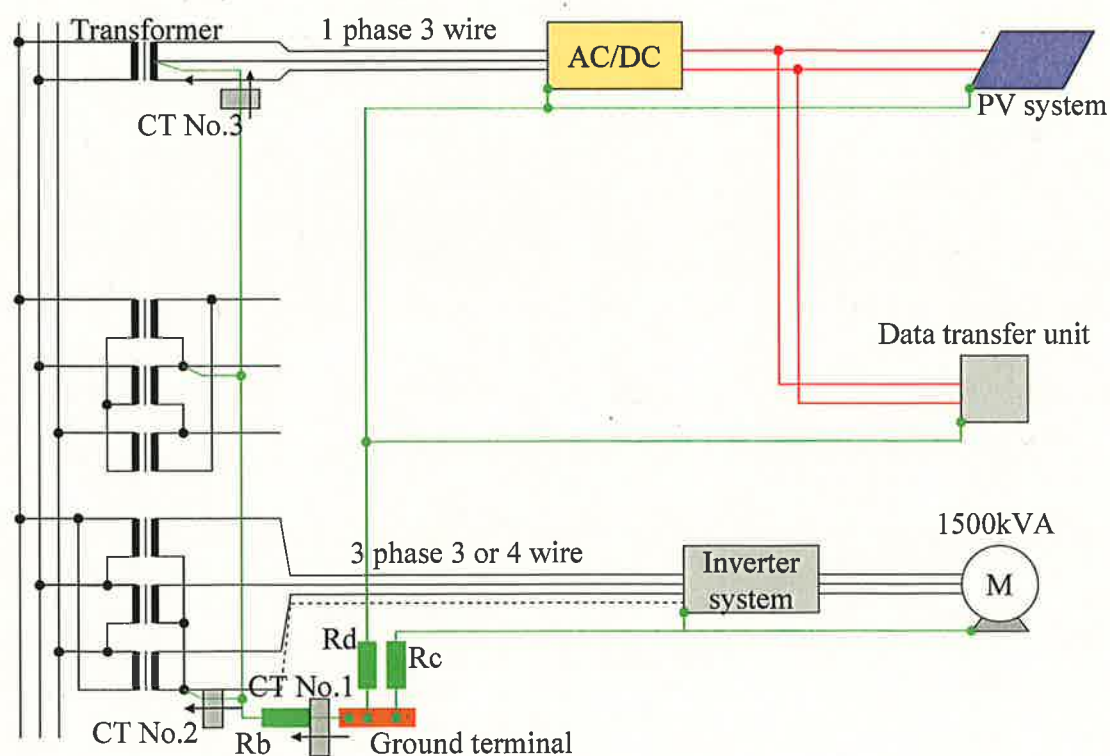 Transformer
1 phase 3 wire
AC/DC
PV system
CT No.3
Data transfer unit
1500kVA
3 phase 3 or 4 wire
Inverter
system
M
Rd
Rc
CT No.1
CT No.2
Rb
Ground terminal